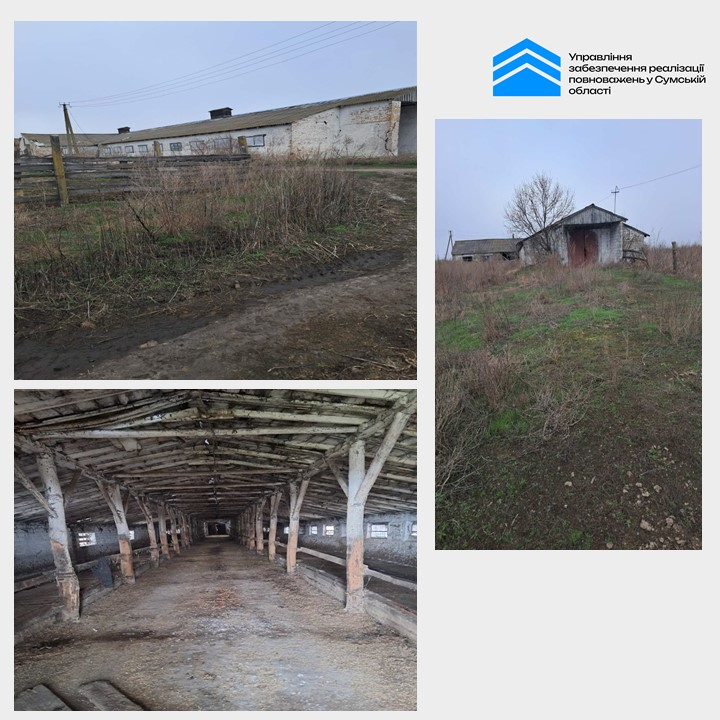 Управління
забезпечення реалізації
повноважень у Сумській
області